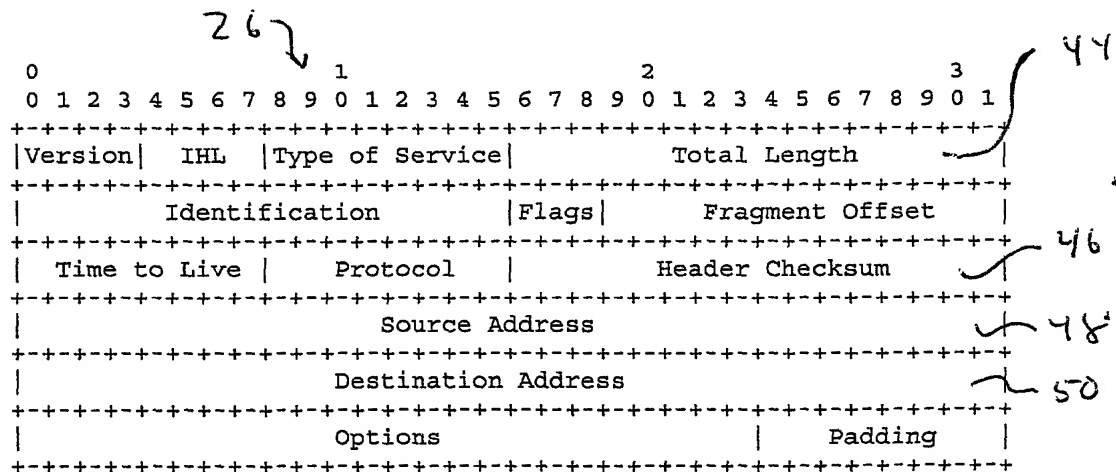 26
44
0 1 2 3
0 1 2 3 4 5 6 7 8 9 0 1 2 3 4 5 6 7 8 9 0 1 2 3 4 5 6 7 8 9 0 1
+-+-+-+-+-+-+-+-+-+-+-+-+-+-+-+-+-+-+-+-+-+-+-+-+-+-+-+-+-+-+-+-+
|Version| IHL |Type of Service| Total Length |
+-+-+-+-+-+-+-+-+-+-+-+-+-+-+-+-+-+-+-+-+-+-+-+-+-+-+-+-+-+-+-+-+
| Identification |Flags| Fragment Offset |
+-+-+-+-+-+-+-+-+-+-+-+-+-+-+-+-+-+-+-+-+-+-+-+-+-+-+-+-+-+-+-+-+
| Time to Live | Protocol | Header Checksum | 46
+-+-+-+-+-+-+-+-+-+-+-+-+-+-+-+-+-+-+-+-+-+-+-+-+-+-+-+-+-+-+-+-+
| Source Address | 48
+-+-+-+-+-+-+-+-+-+-+-+-+-+-+-+-+-+-+-+-+-+-+-+-+-+-+-+-+-+-+-+-+
| Destination Address | 50
+-+-+-+-+-+-+-+-+-+-+-+-+-+-+-+-+-+-+-+-+-+-+-+-+-+-+-+-+-+-+-+-+
| Options | Padding |
+-+-+-+-+-+-+-+-+-+-+-+-+-+-+-+-+-+-+-+-+-+-+-+-+-+-+-+-+-+-+-+-+